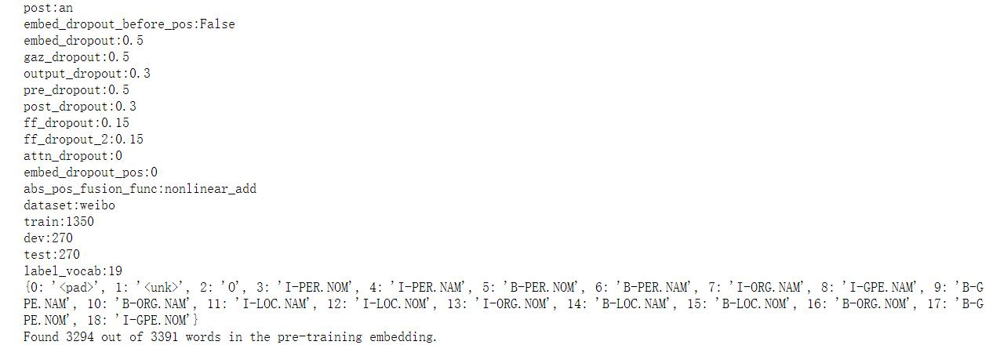 post:an
embed_dropout_before_pos:False
embed_dropout:0.5
gaz_dropout:0.5
output_dropout:0.3
pre_dropout:0.5
post_dropout:0.3
ff_dropout:0.15
ff_dropout_2:0.15
attn_dropout:0
embed_dropout_pos:0
abs_pos_fusion_func:nonlinear_add
dataset:weibo
train:1350
dev:270
test:270
label_vocab:19
{0: '<pad>', 1: '<unk>', 2: 'O', 3: 'I-PER.NOM', 4: 'I-PER.NAM', 5: 'B-PER.NOM', 6: 'B-PER.NAM', 7: 'I-ORG.NAM', 8: 'I-GPE.NAM', 9: 'B-G
PE.NAM', 10: 'B-ORG.NAM', 11: 'I-LOC.NAM', 12: 'I-LOC.NOM', 13: 'I-ORG.NOM', 14: 'B-LOC.NAM', 15: 'B-LOC.NOM', 16: 'B-ORG.NOM', 17: 'B-G
PE.NOM', 18: 'I-GPE.NOM'}
Found 3294 out of 3391 words in the pre-training embedding.